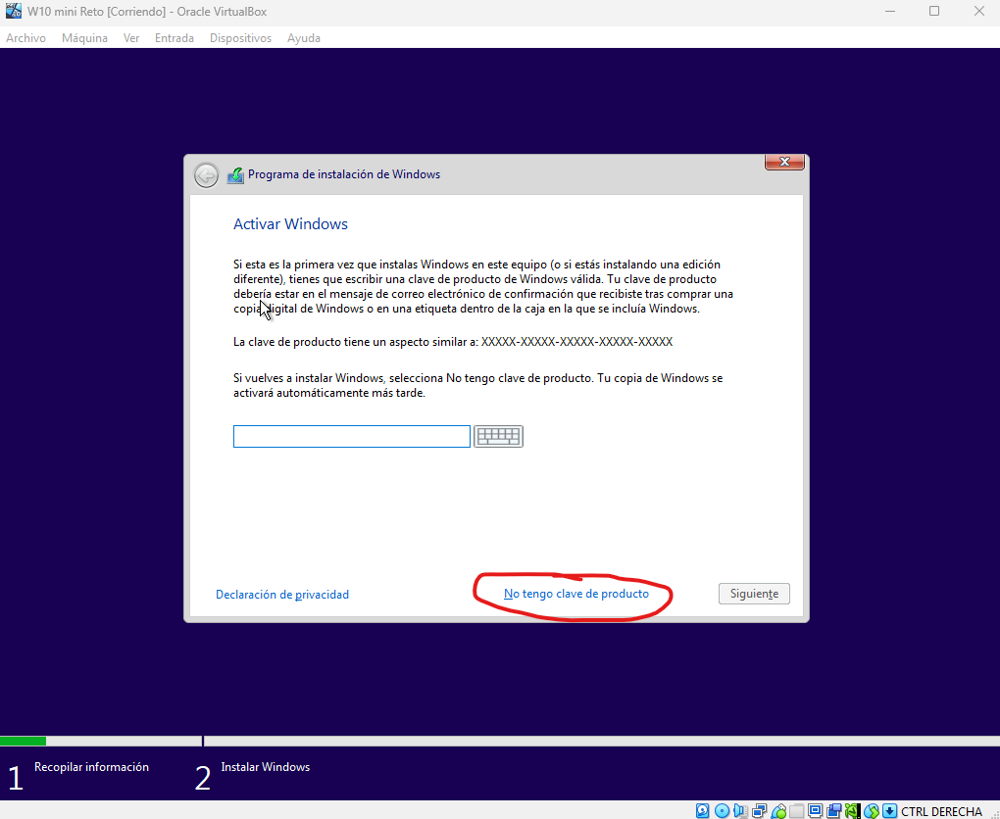 W10 mini Reto [Corriendo] - Oracle VirtualBox
Archivo Máquina Ver Entrada Dispositivos Ayuda
Programa de instalación de Windows
Activar Windows
Si esta es la primera vez que instalas Windows en este equipo (o si estás instalando una edición
diferente), tienes que escribir una clave de producto de Windows válida. Tu clave de producto
debería estar en el mensaje de correo electrónico de confirmación que recibiste tras comprar una
copia digital de Windows o en una etiqueta dentro de la caja en la que se incluía Windows.
La clave de producto tiene un aspecto similar a: XXXXX-XXXXX-XXXXX-XXXXX-XXXXX
Si vuelves a instalar Windows, selecciona No tengo clave de producto. Tu copia de Windows se
activará automáticamente más tarde.
Declaración de privacidad No tengo clave de producto Siguiente
1 Recopilar información 2 Instalar Windows
CTRL DERECHA